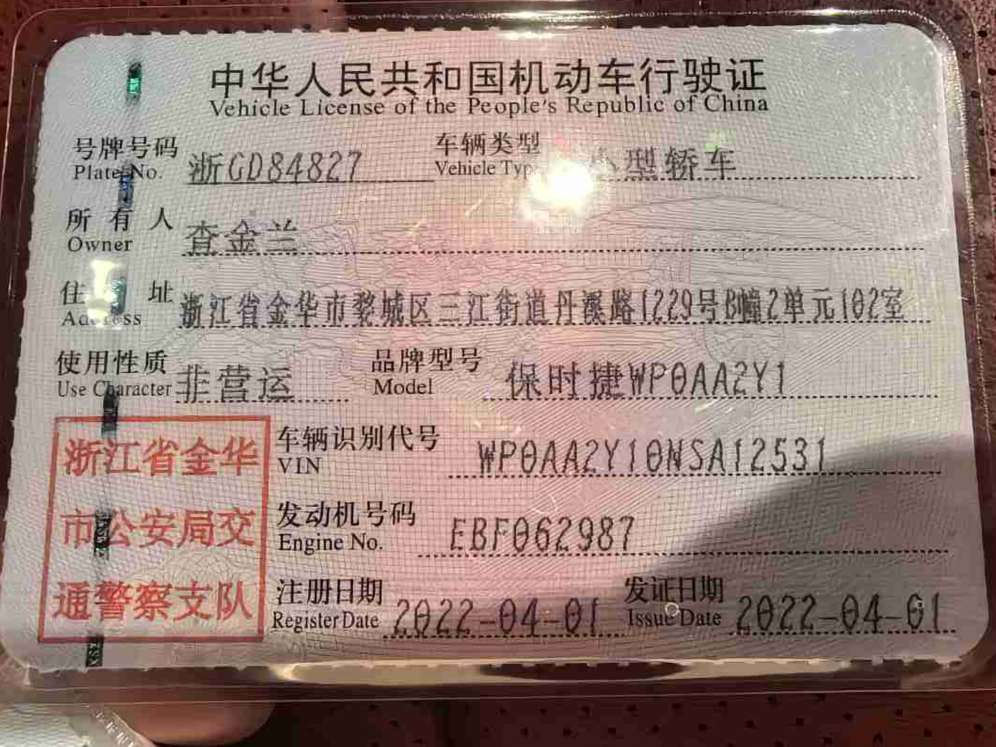 中华人民共和国机动车行驶证
Vehicle License of the People's Republic of China
号牌号码 浙GD84827 车辆类型 小型轿车
Plate No. Vehicle Type
所有人 查金兰
Owner
住址 浙江省金华市婺城区三江街道丹溪路1229号B幢2单元102室
Address
使用性质 非营运 品牌型号 保时捷WP0AA2Y1
Use Character Model
浙江省金华
市公安局交
通警察支队
车辆识别代号 WP0AA2Y10NSA12531
VIN
发动机号码 EBF062987
Engine No.
注册日期 2022-04-01 发证日期 2022-04-01
Register Date Issue Date